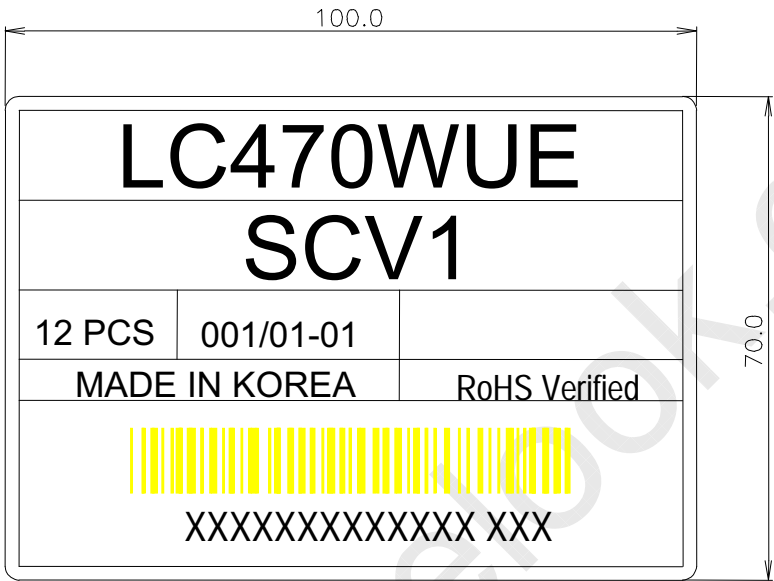 100.0
LC470WUE
SCV1
12 PCS 001/01-01
MADE IN KOREA RoHS Verified
XXXXXXXXXXXXX XXX
70.0